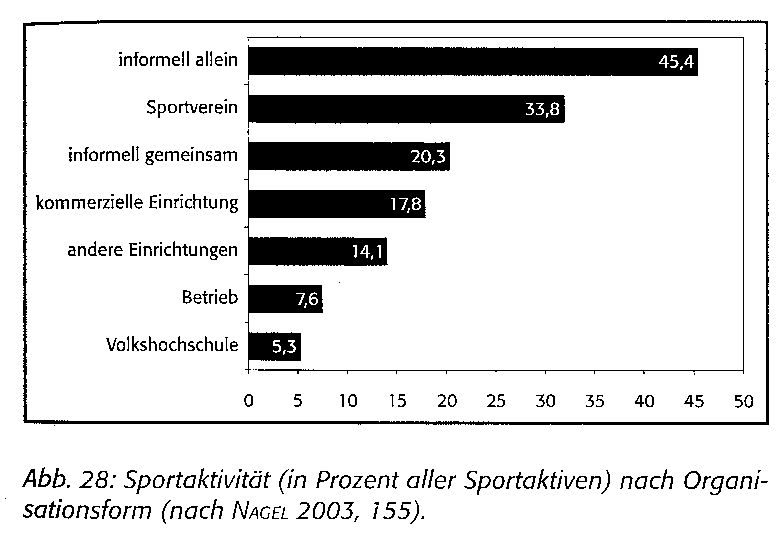 informell allein 45,4
Sportverein 33,8
informell gemeinsam 20,3
kommerzielle Einrichtung 17,8
andere Einrichtungen 14,1
Betrieb 7,6
Volkshochschule 5,3
0 5 10 15 20 25 30 35 40 45 50
Abb. 28: Sportaktivität (in Prozent aller Sportaktiven) nach Organi-
sationsform (nach NAGEL 2003, 155).